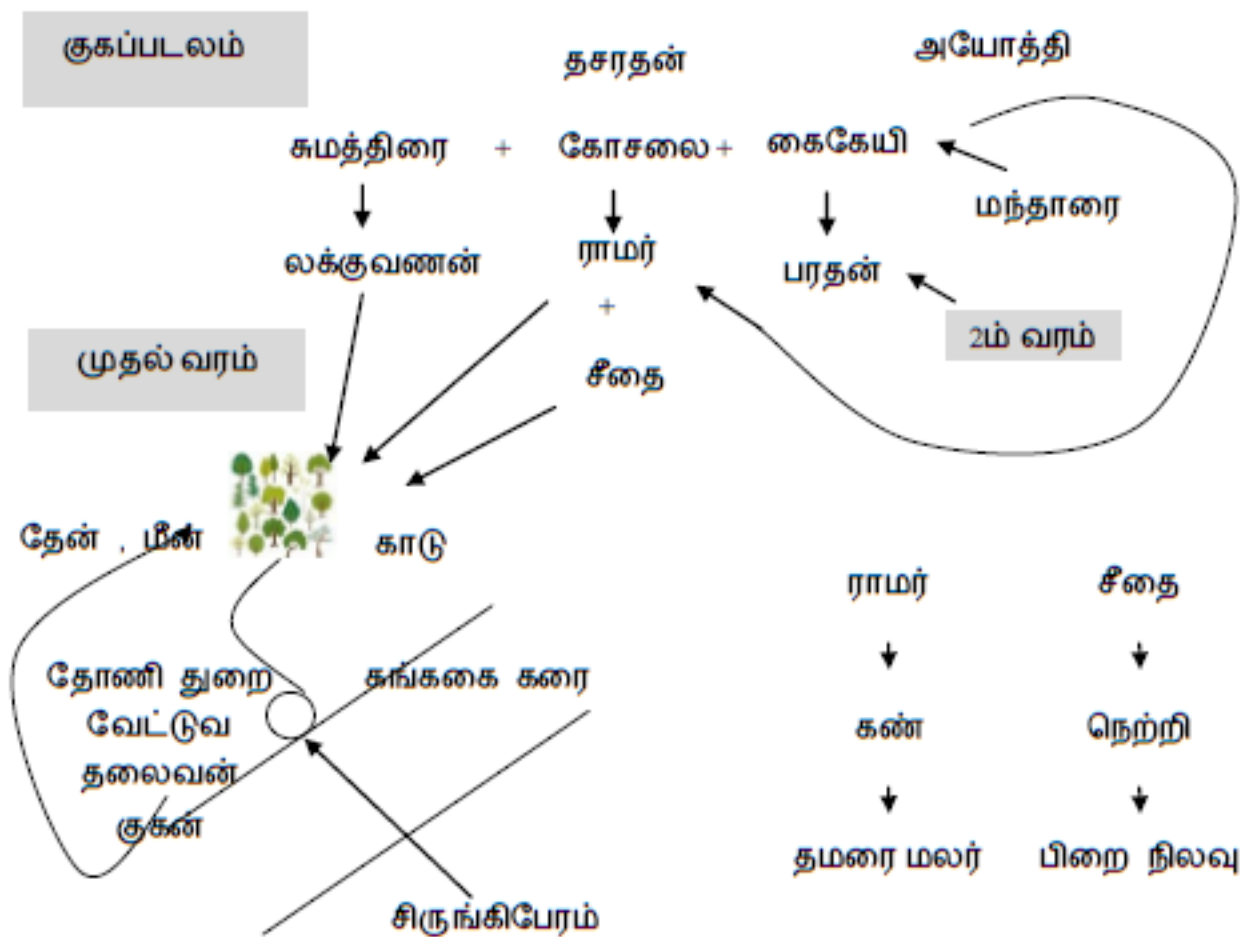 குகப்படலம்
தசரதன்
அயோத்தி
சுமத்திரை + கோசலை + கைகேயி
மந்தாரை
லக்குவணன்
ராமர்
பரதன்
+
2ம் வரம்
முதல் வரம்
சீதை
தேன் , மீன்
காடு
ராமர்
சீதை
தோணி துறை
வேட்டுவ
தலைவன்
குகன்
கங்ககை கரை
கண்
நெற்றி
தமரை மலர்
பிறை நிலவு
சிருங்கிபேரம்